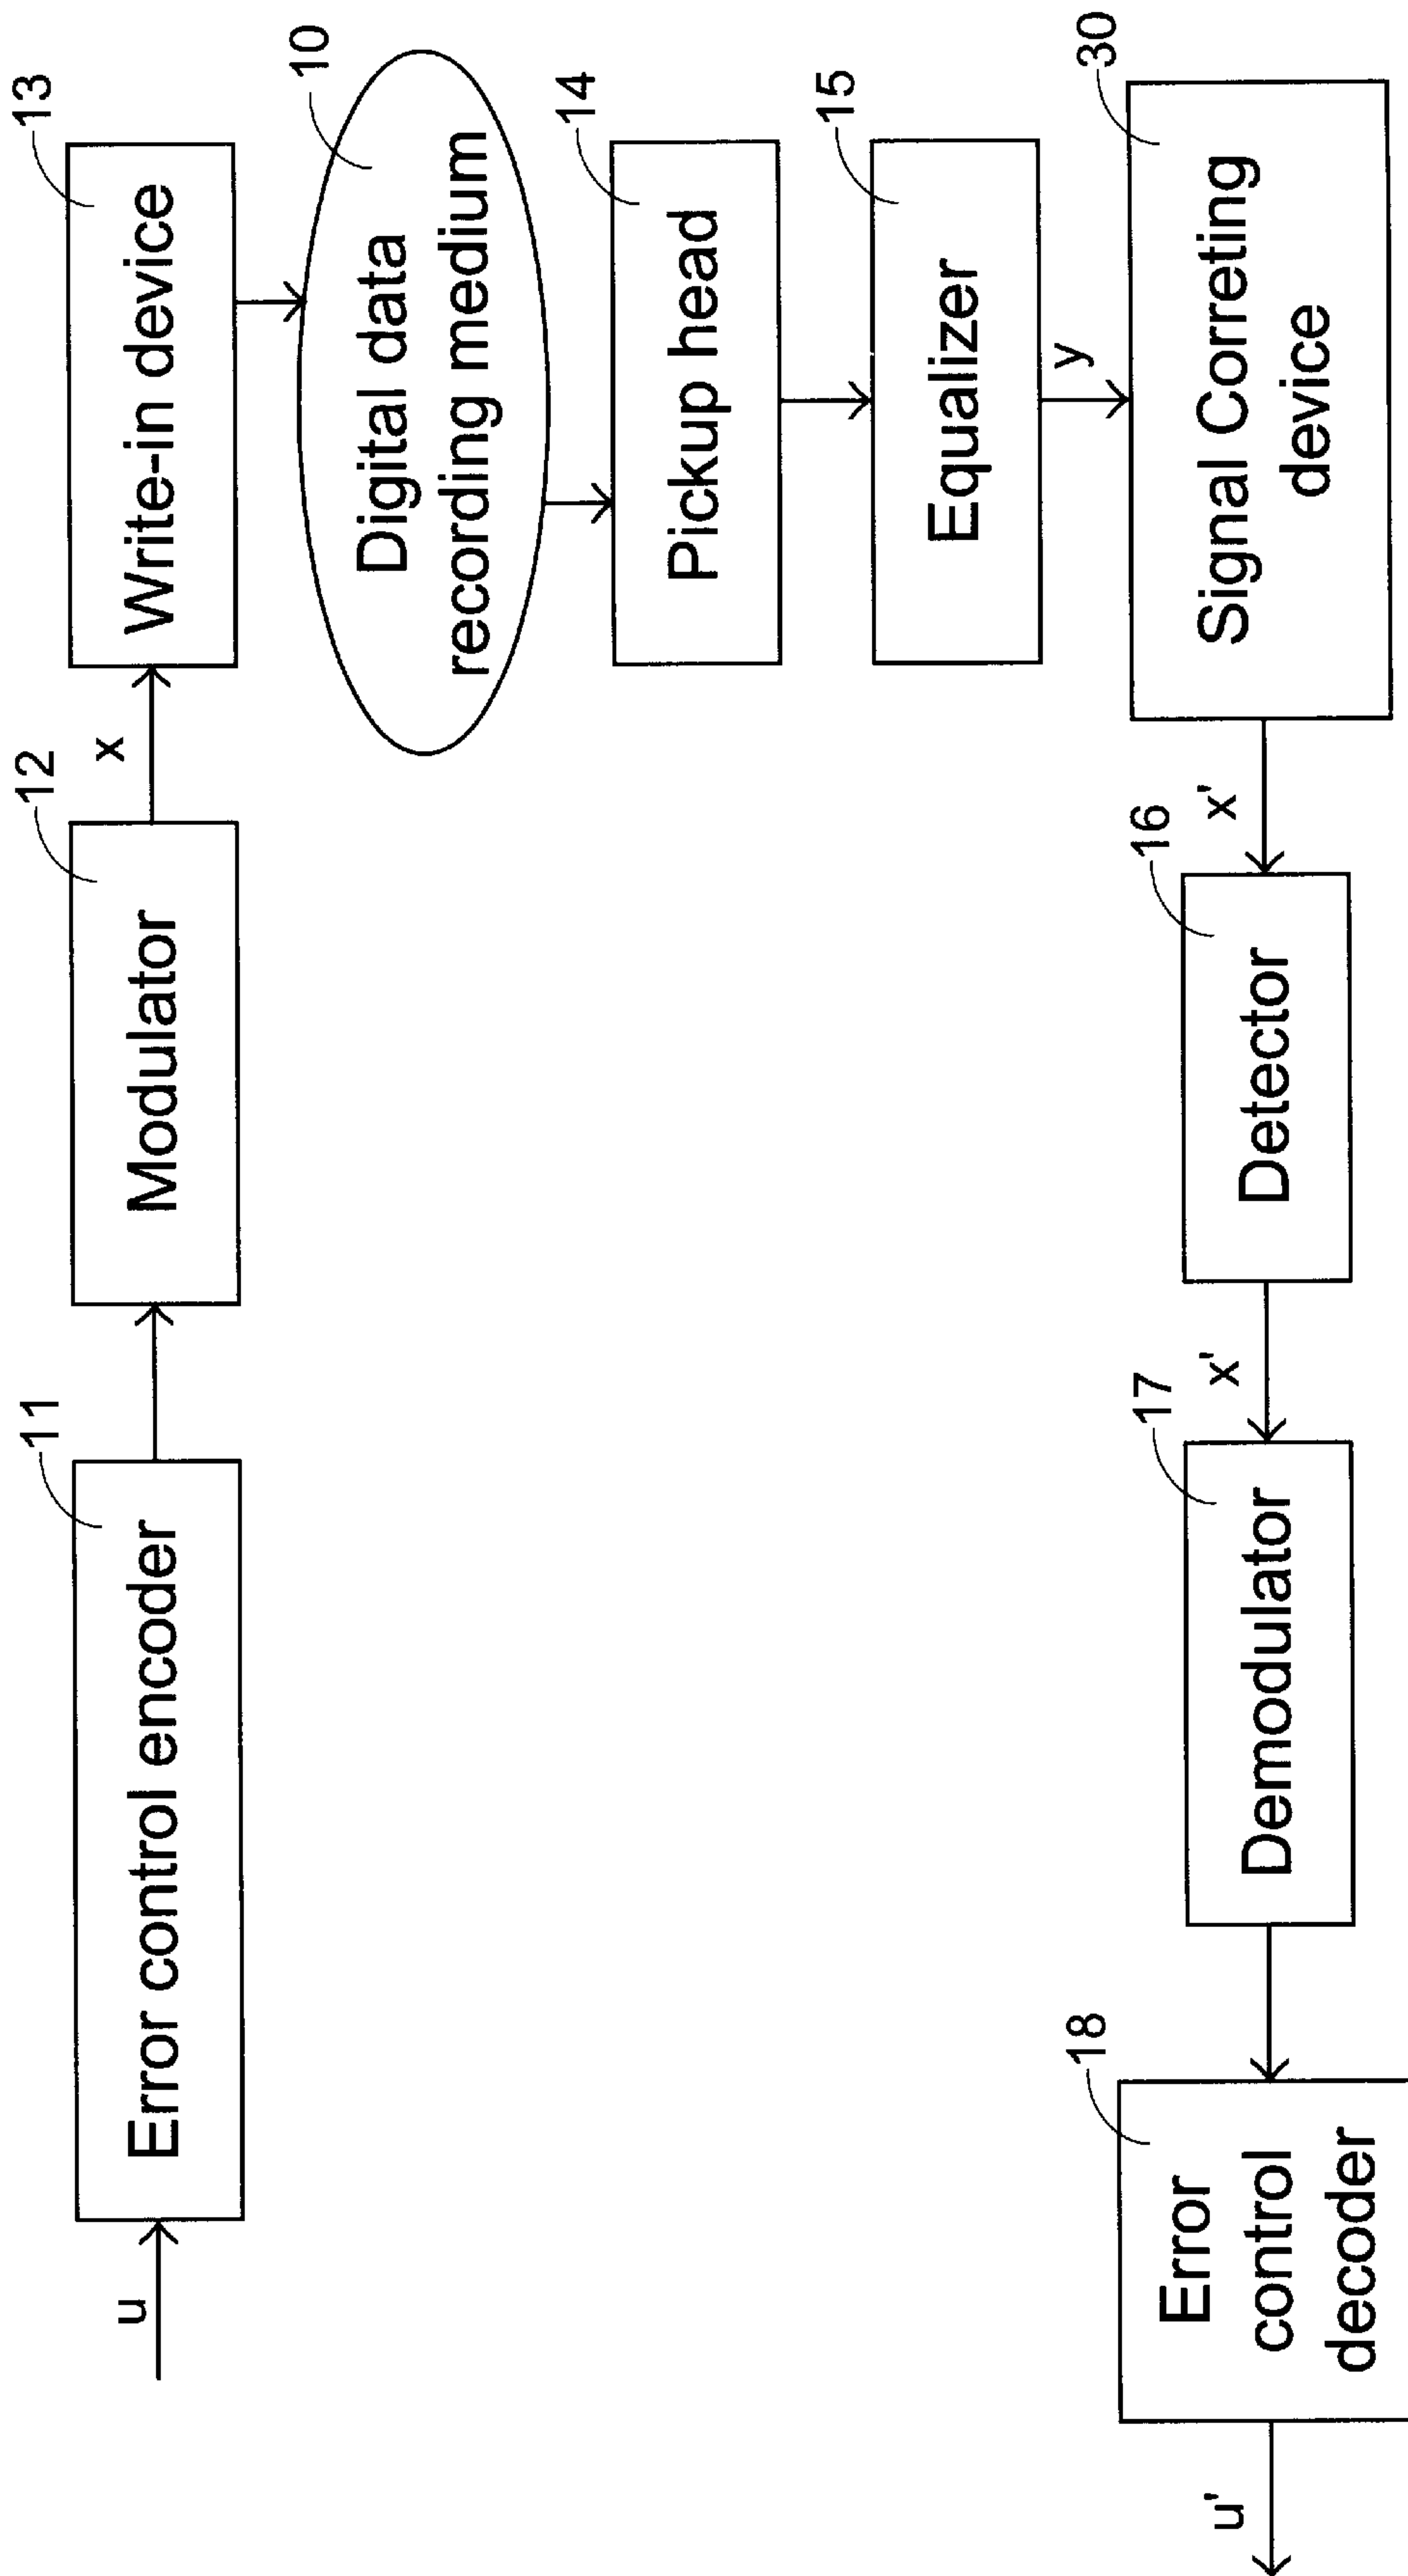 u
11
Error control encoder
12
Modulator
x
13
Write-in device
10
Digital data
recording medium
14
Pickup head
15
Equalizer
y
30
Signal Correting
device
x'
16
Detector
x'
17
Demodulator
18
Error
control
decoder
u'